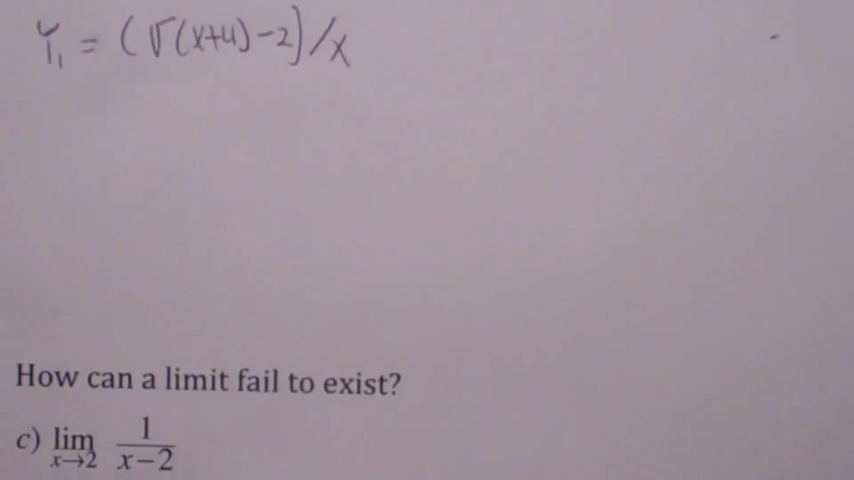 Y₁ = (√(x+4) -2)/x
How can a limit fail to exist?
c) lim x→2 1/(x−2)